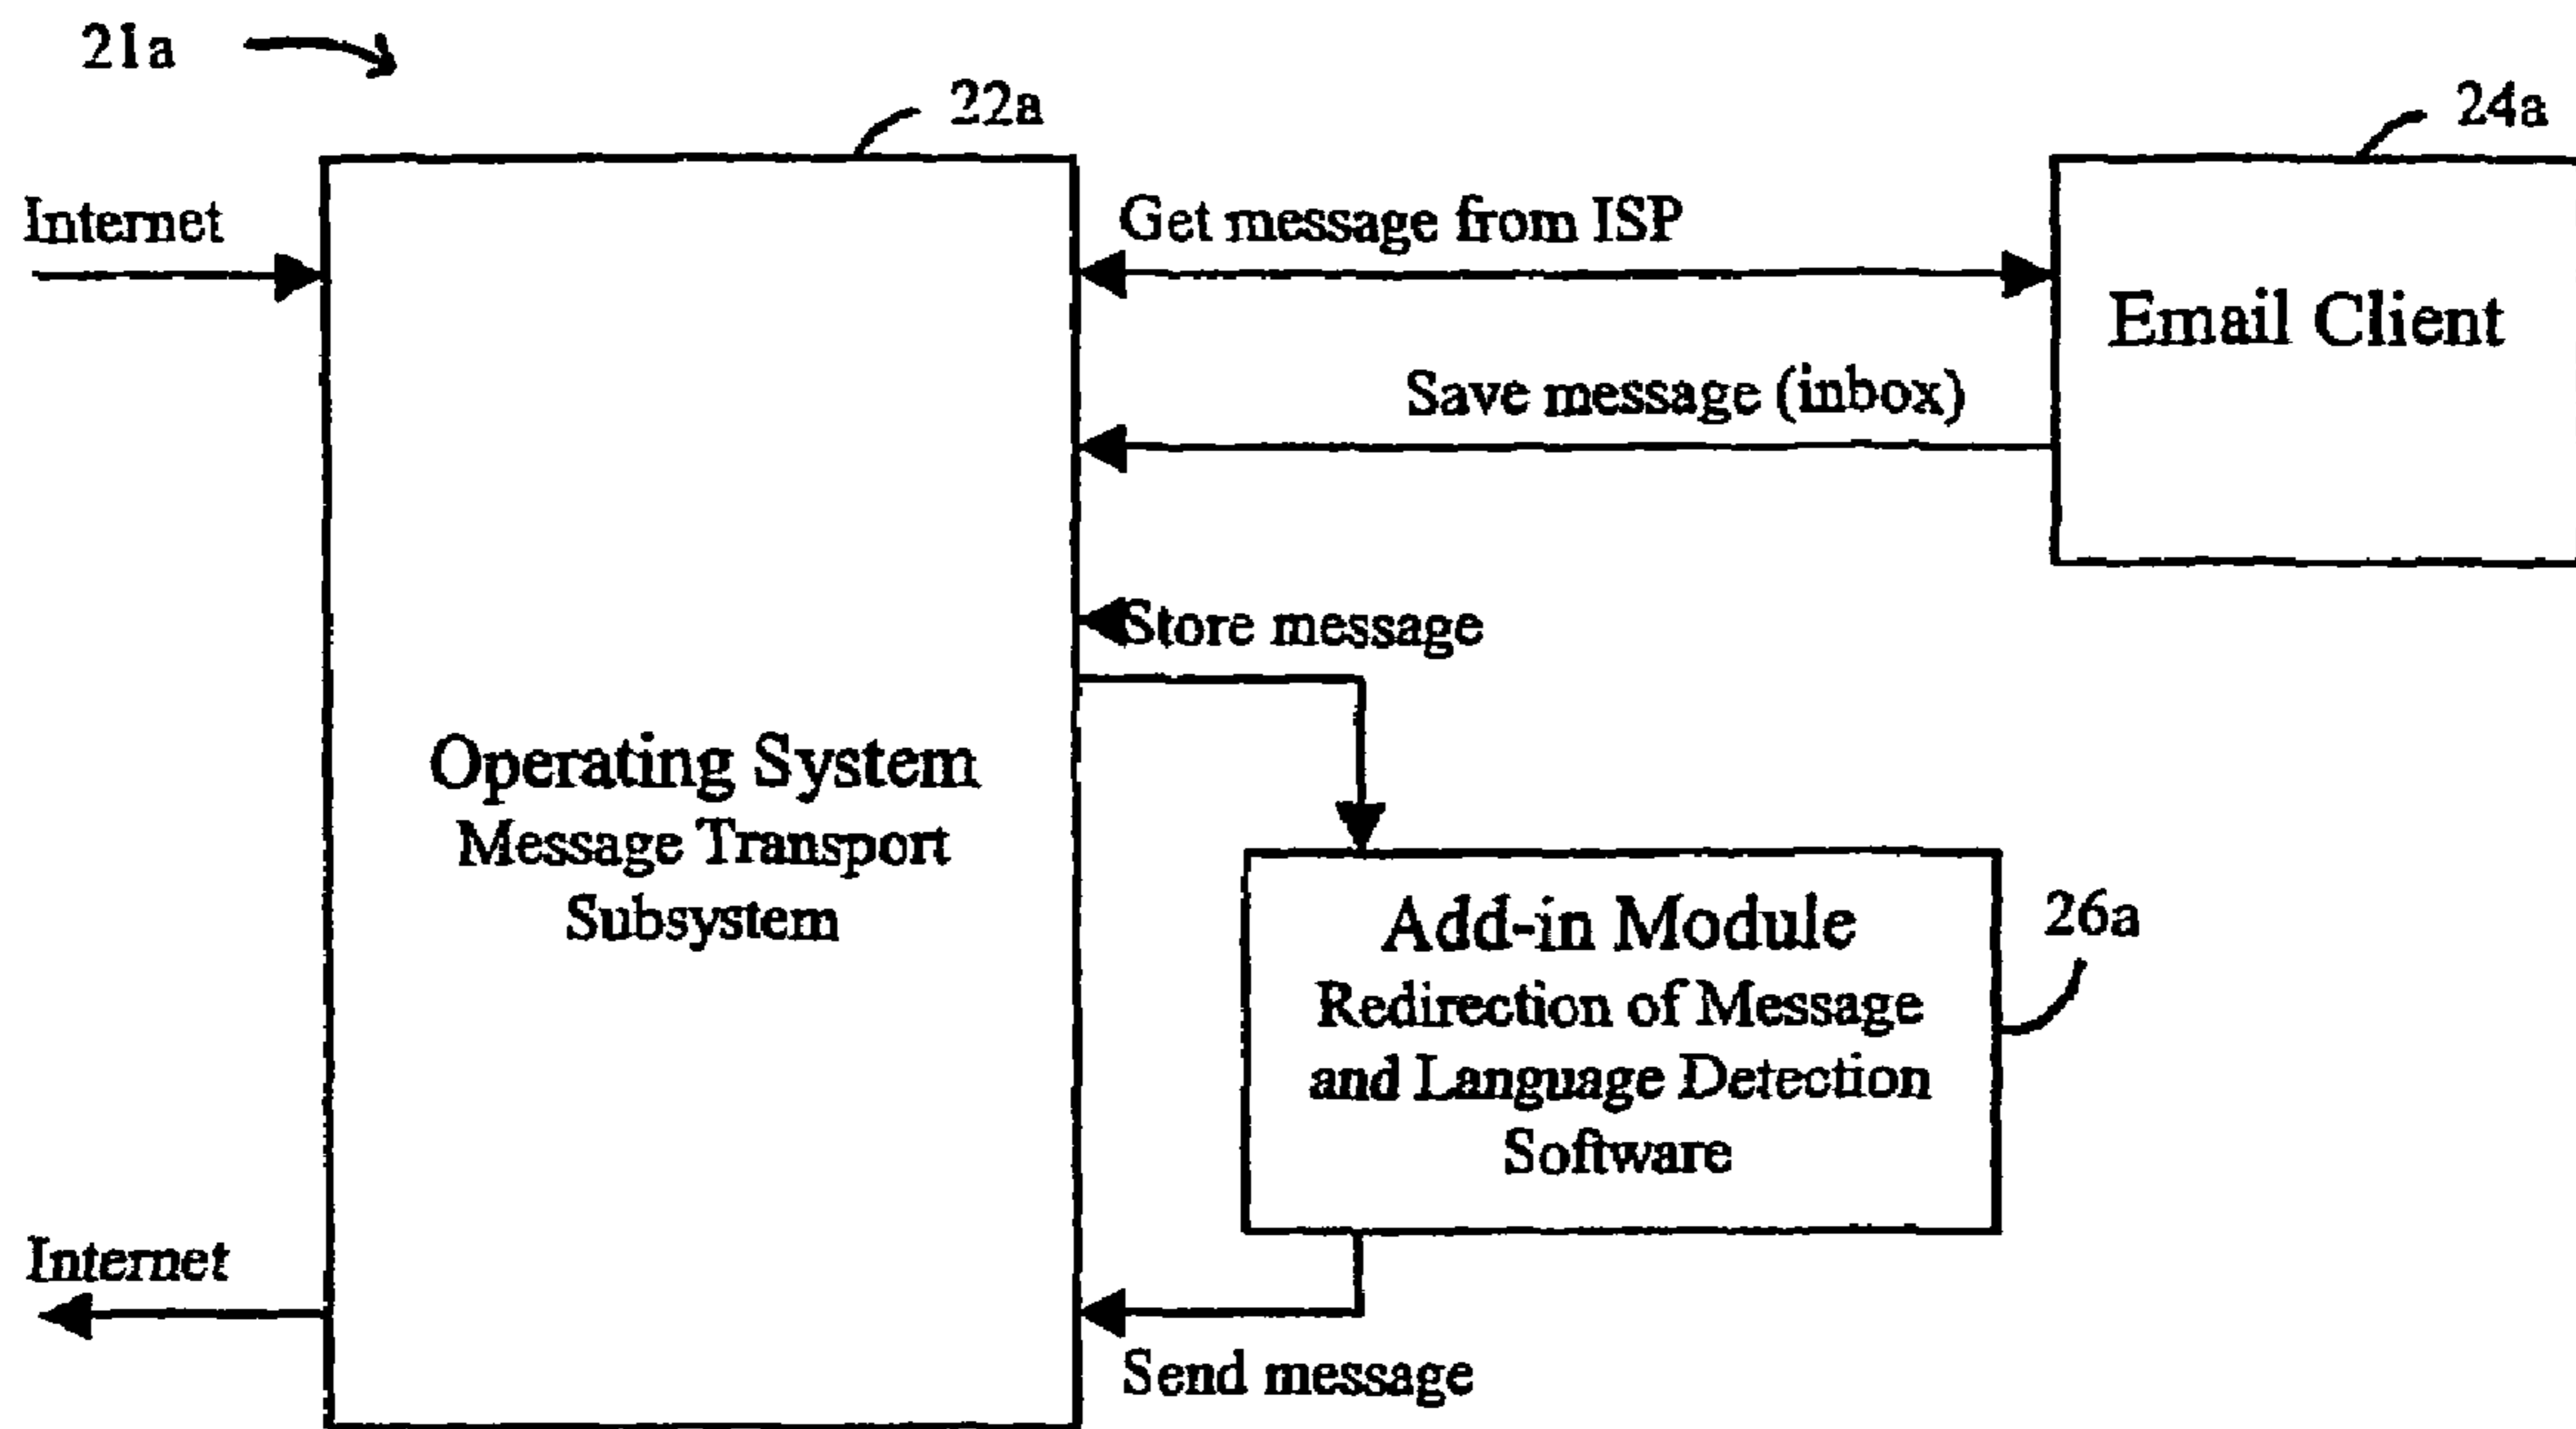 21a
22a
24a
Internet
Get message from ISP
Email Client
Save message (inbox)
Store message
Operating System
Message Transport
Subsystem
Add-in Module
Redirection of Message
and Language Detection
Software
26a
Internet
Send message